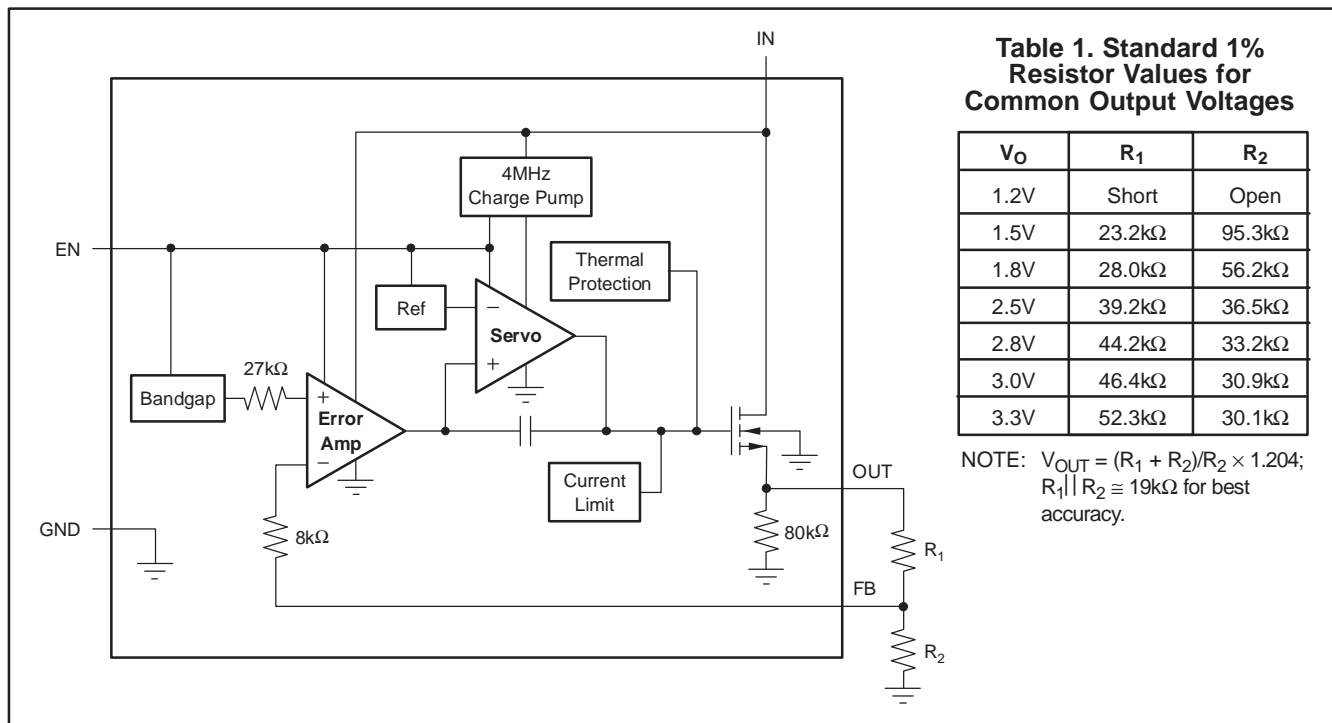 IN
4MHz
Charge Pump
EN
Thermal
Protection
Ref
−
Servo
+
27kΩ
Bandgap
+
Error
Amp
−
OUT
Current
Limit
GND
8kΩ
80kΩ
R1
FB
R2
Table 1. Standard 1%
Resistor Values for
Common Output Voltages
VO R1 R2
1.2V Short Open
1.5V 23.2kΩ 95.3kΩ
1.8V 28.0kΩ 56.2kΩ
2.5V 39.2kΩ 36.5kΩ
2.8V 44.2kΩ 33.2kΩ
3.0V 46.4kΩ 30.9kΩ
3.3V 52.3kΩ 30.1kΩ
NOTE: VOUT = (R1 + R2)/R2 × 1.204;
R1|| R2 ≅ 19kΩ for best
accuracy.